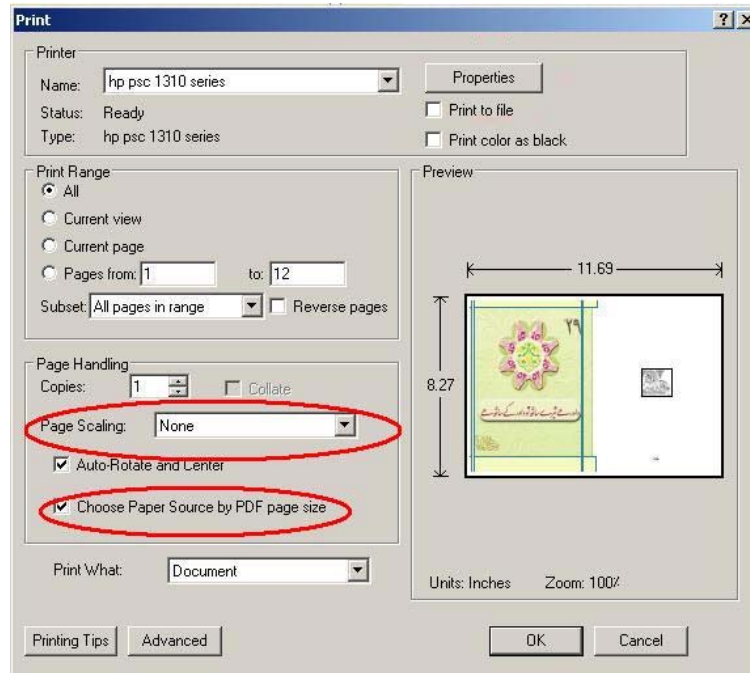 Print
Printer
Name: hp psc 1310 series
Properties
Status: Ready
Print to file
Type: hp psc 1310 series
Print color as black
Print Range
All
Current view
Current page
Pages from: 1 to: 12
Subset: All pages in range
Reverse pages
Preview
11.69
8.27
۲۹
Page Handling
Copies: 1
Collate
Page Scaling: None
Auto-Rotate and Center
Choose Paper Source by PDF page size
Print What: Document
Units: Inches Zoom: 100%
Printing Tips
Advanced
OK
Cancel